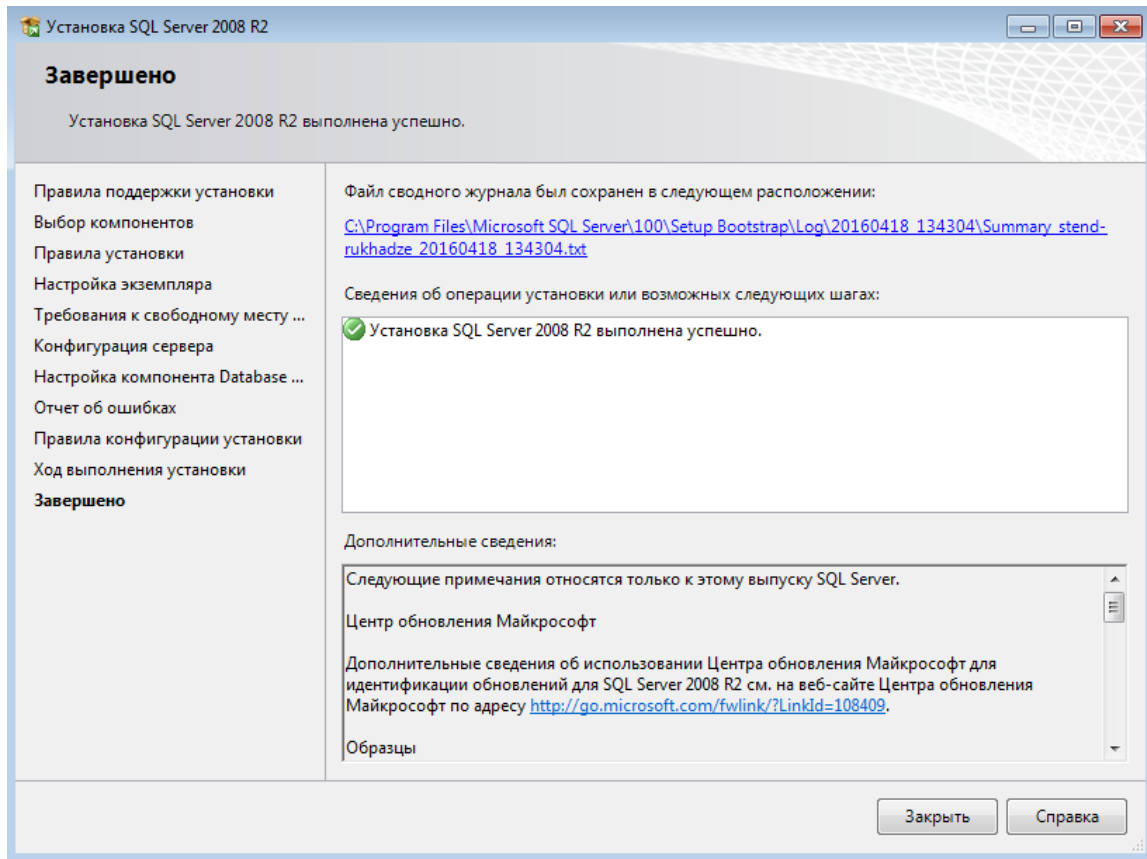 Установка SQL Server 2008 R2
Завершено
Установка SQL Server 2008 R2 выполнена успешно.
Правила поддержки установки
Выбор компонентов
Правила установки
Настройка экземпляра
Требования к свободному месту ...
Конфигурация сервера
Настройка компонента Database ...
Отчет об ошибках
Правила конфигурации установки
Ход выполнения установки
Завершено
Файл сводного журнала был сохранен в следующем расположении:
C:\Program Files\Microsoft SQL Server\100\Setup Bootstrap\Log\20160418_134304\Summary_stend-
rukhadze_20160418_134304.txt
Сведения об операции установки или возможных следующих шагах:
Установка SQL Server 2008 R2 выполнена успешно.
Дополнительные сведения:
Следующие примечания относятся только к этому выпуску SQL Server.
Центр обновления Майкрософт
Дополнительные сведения об использовании Центра обновления Майкрософт для
идентификации обновлений для SQL Server 2008 R2 см. на веб-сайте Центра обновления
Майкрософт по адресу http://go.microsoft.com/fwlink/?LinkId=108409.
Образцы
Закрыть
Справка